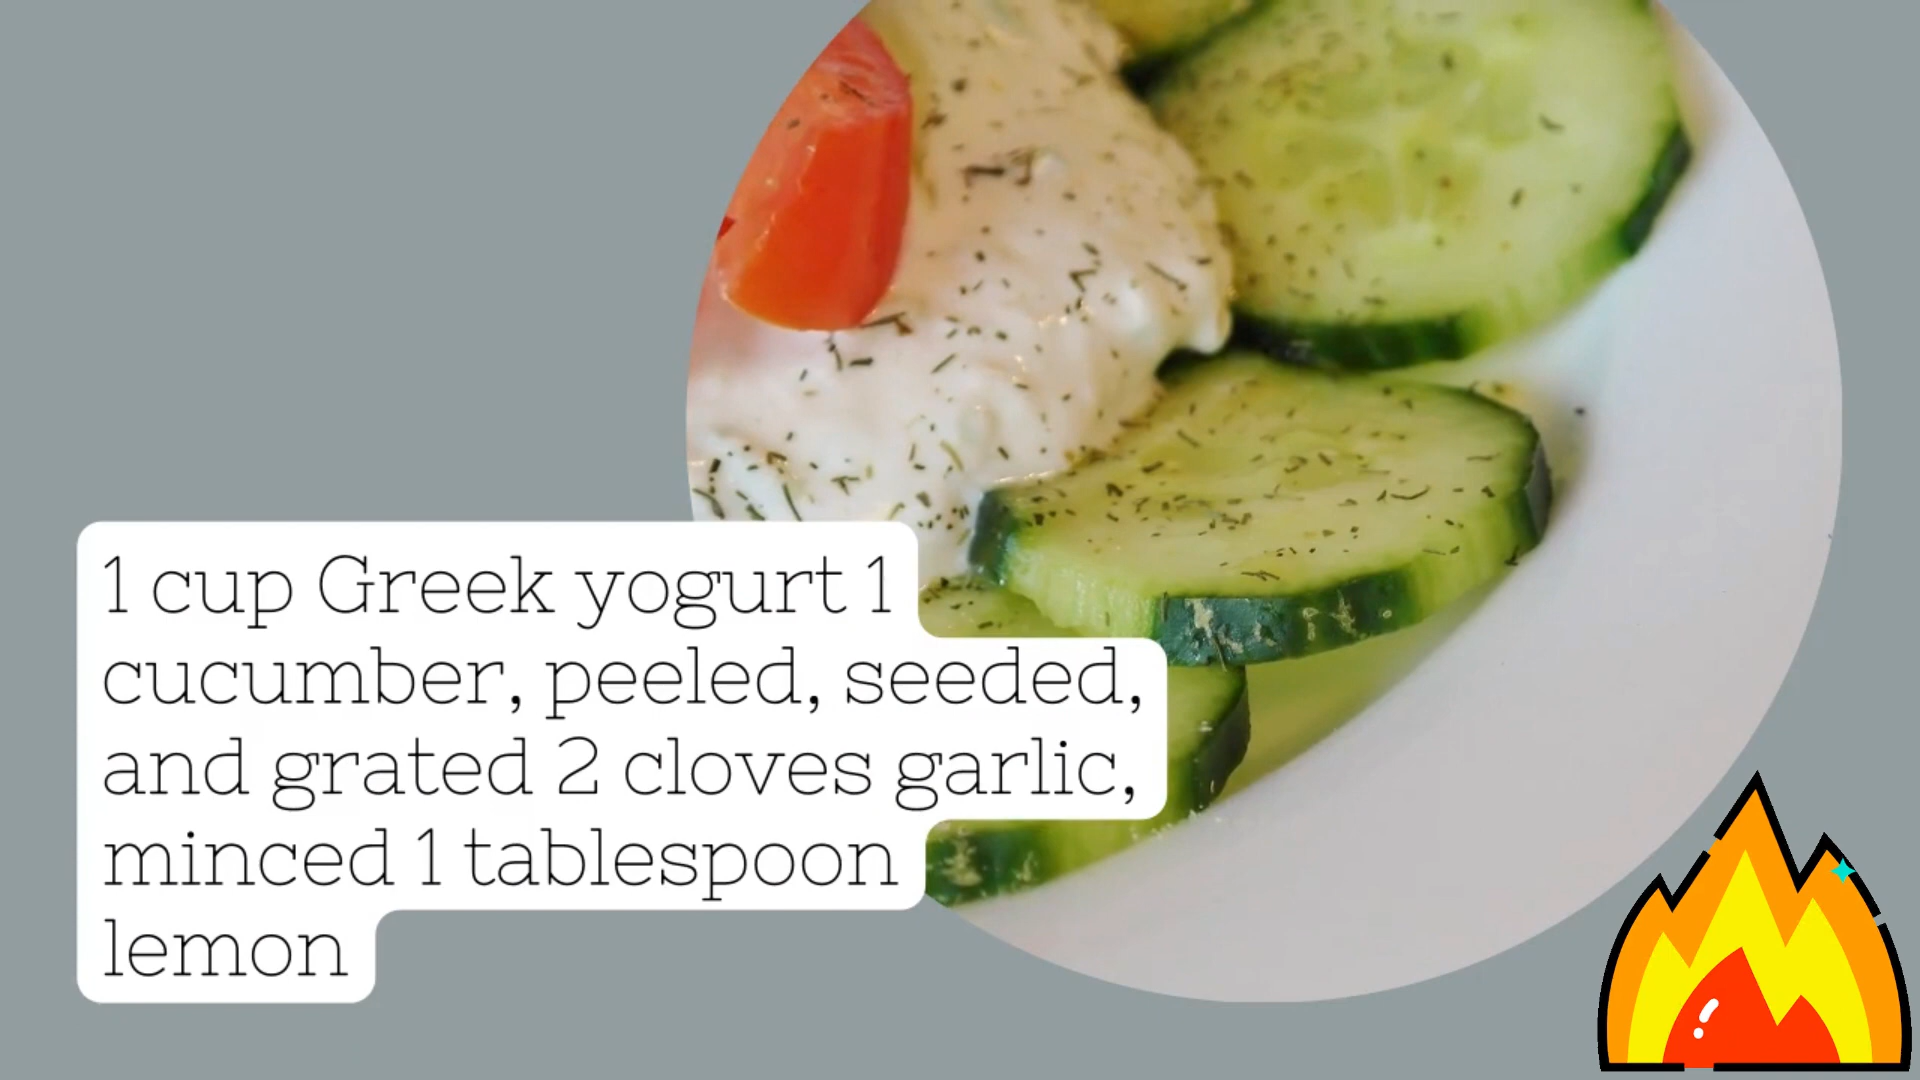 1 cup Greek yogurt 1
cucumber, peeled, seeded,
and grated 2 cloves garlic,
minced 1 tablespoon
lemon